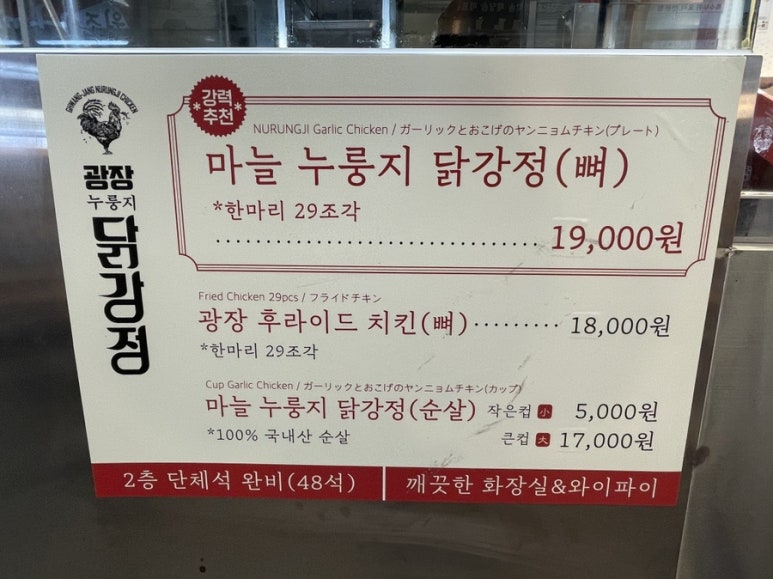 GWANG-JANG NURUNGJI CHICKEN
광장
누룽지
닭강정
강력
추천
NURUNGJI Garlic Chicken / ガーリックとおこげのヤンニョムチキン(プレート)
마늘 누룽지 닭강정(뼈)
*한마리 29조각
19,000원
Fried Chicken 29pcs / フライドチキン
광장 후라이드 치킨(뼈) 18,000원
*한마리 29조각
Cup Garlic Chicken / ガーリックとおこげのヤンニョムチキン(カップ)
마늘 누룽지 닭강정(순살) 작은컵 小 5,000원
*100% 국내산 순살 큰컵 大 17,000원
2층 단체석 완비(48석) 깨끗한 화장실&와이파이